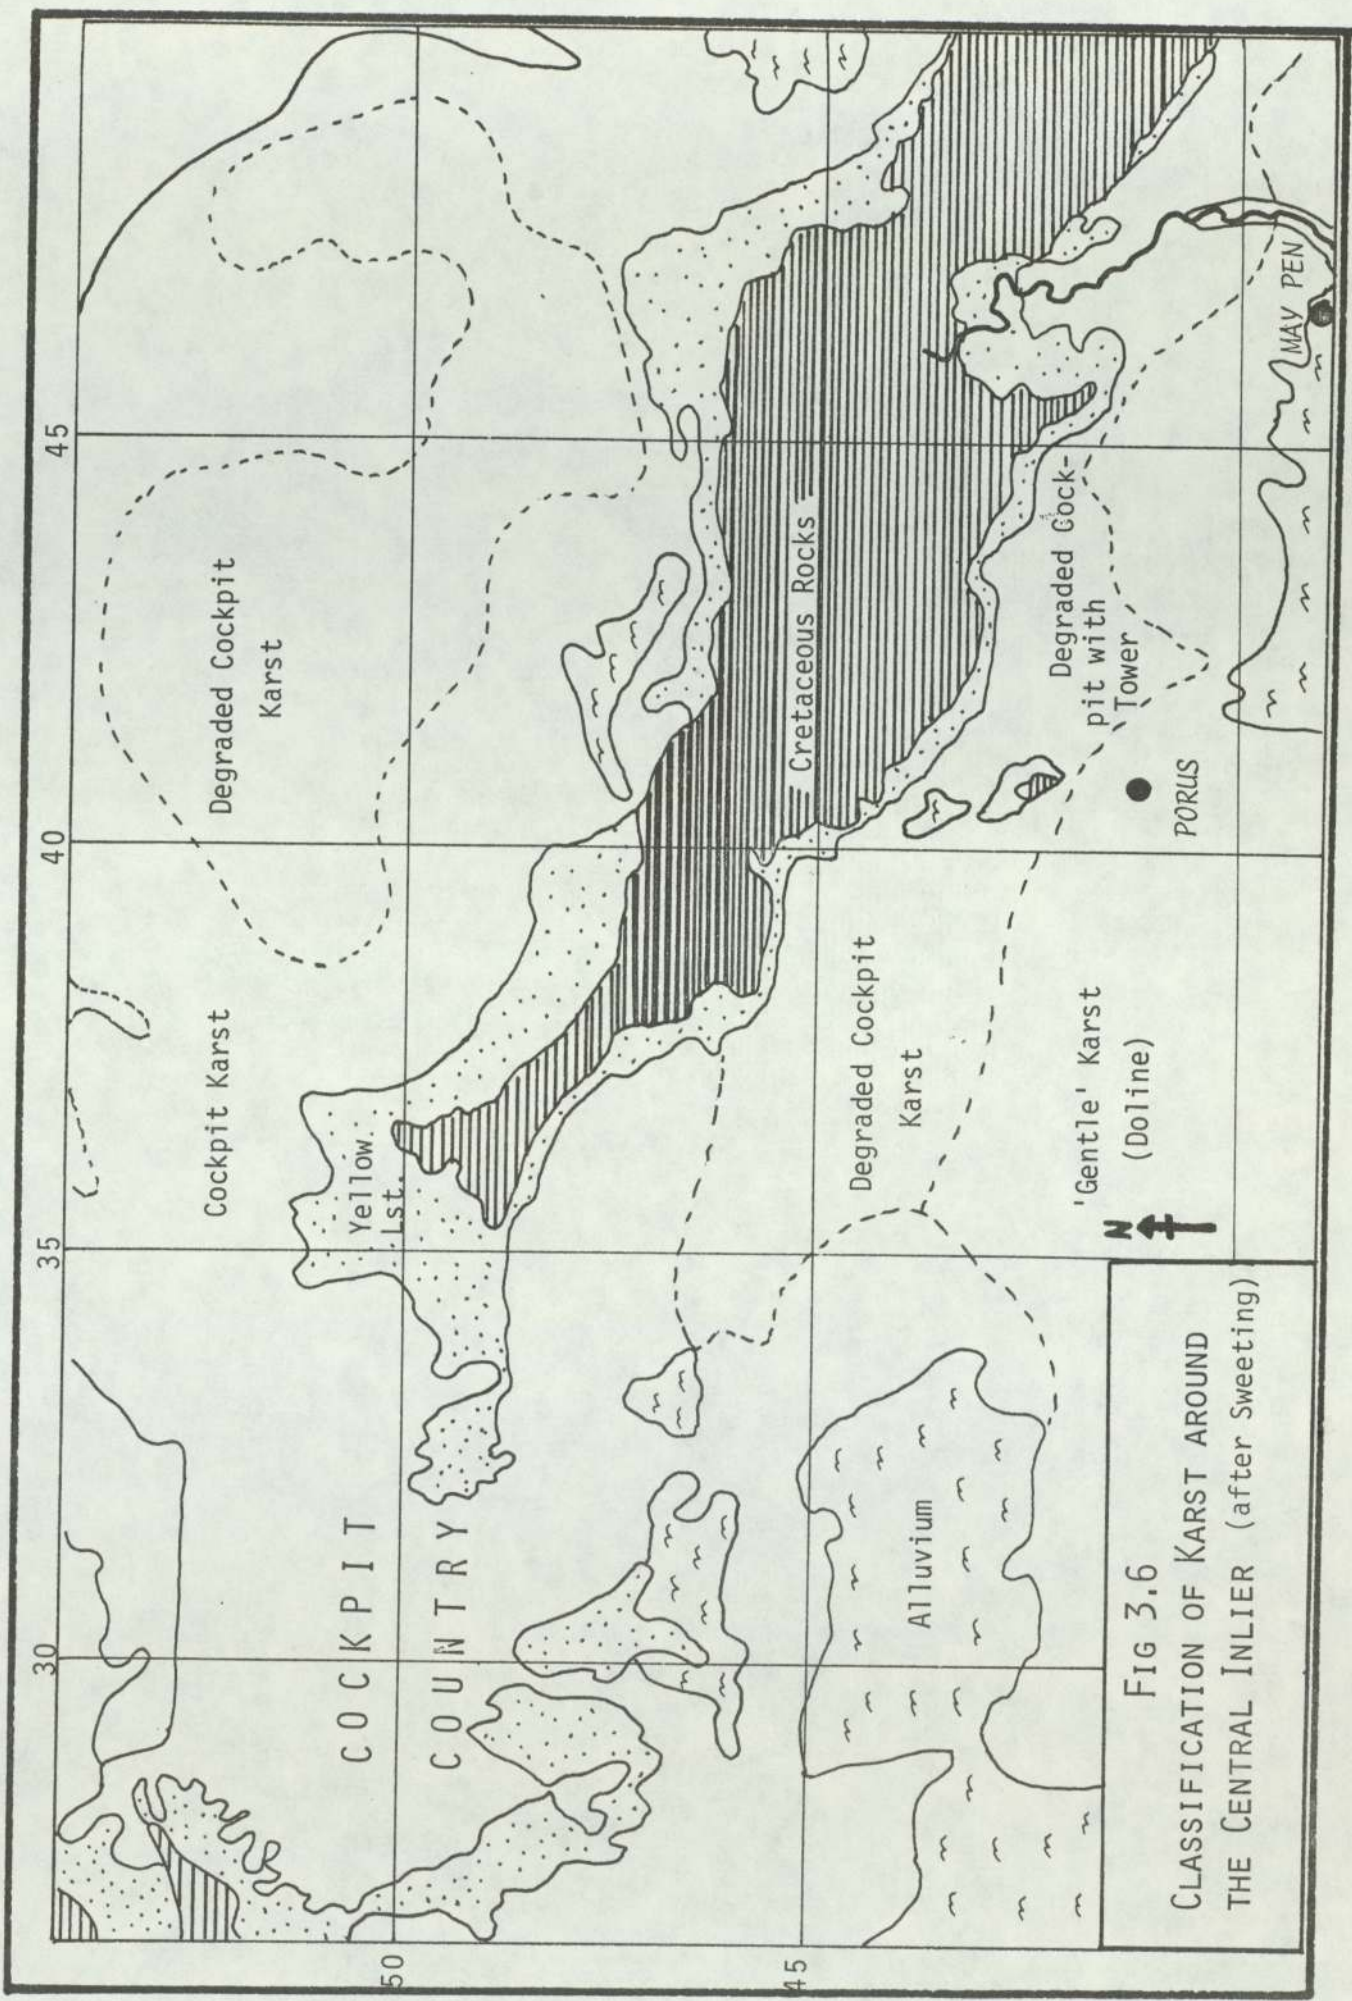 30
35
40
45
50
45
COCKPIT
COUNTRY
Cockpit Karst
Degraded Cockpit
Karst
Yellow
Lst.
Cretaceous Rocks
Degraded Cockpit
Karst
Degraded Cock-
pit with
Tower
'Gentle' Karst
(Doline)
Alluvium
PORUS
MAY PEN
N
FIG 3.6
CLASSIFICATION OF KARST AROUND
THE CENTRAL INLIER (after Sweeting)